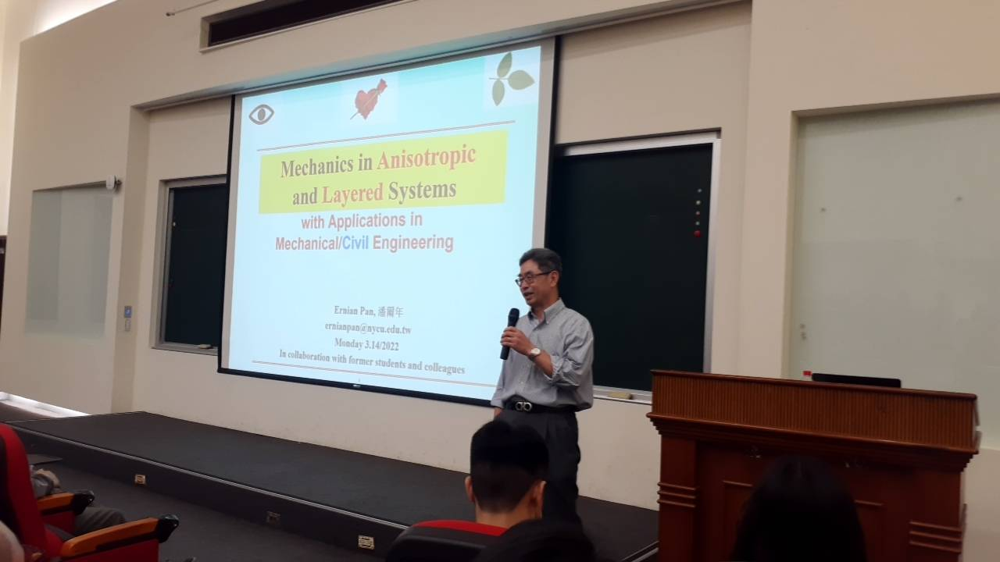 Mechanics in Anisotropic
and Layered Systems
with Applications in
Mechanical/Civil Engineering
Ernian Pan, 潘爾年
ernianpan@nycu.edu.tw
Monday 3.14/2022
In collaboration with former students and colleagues